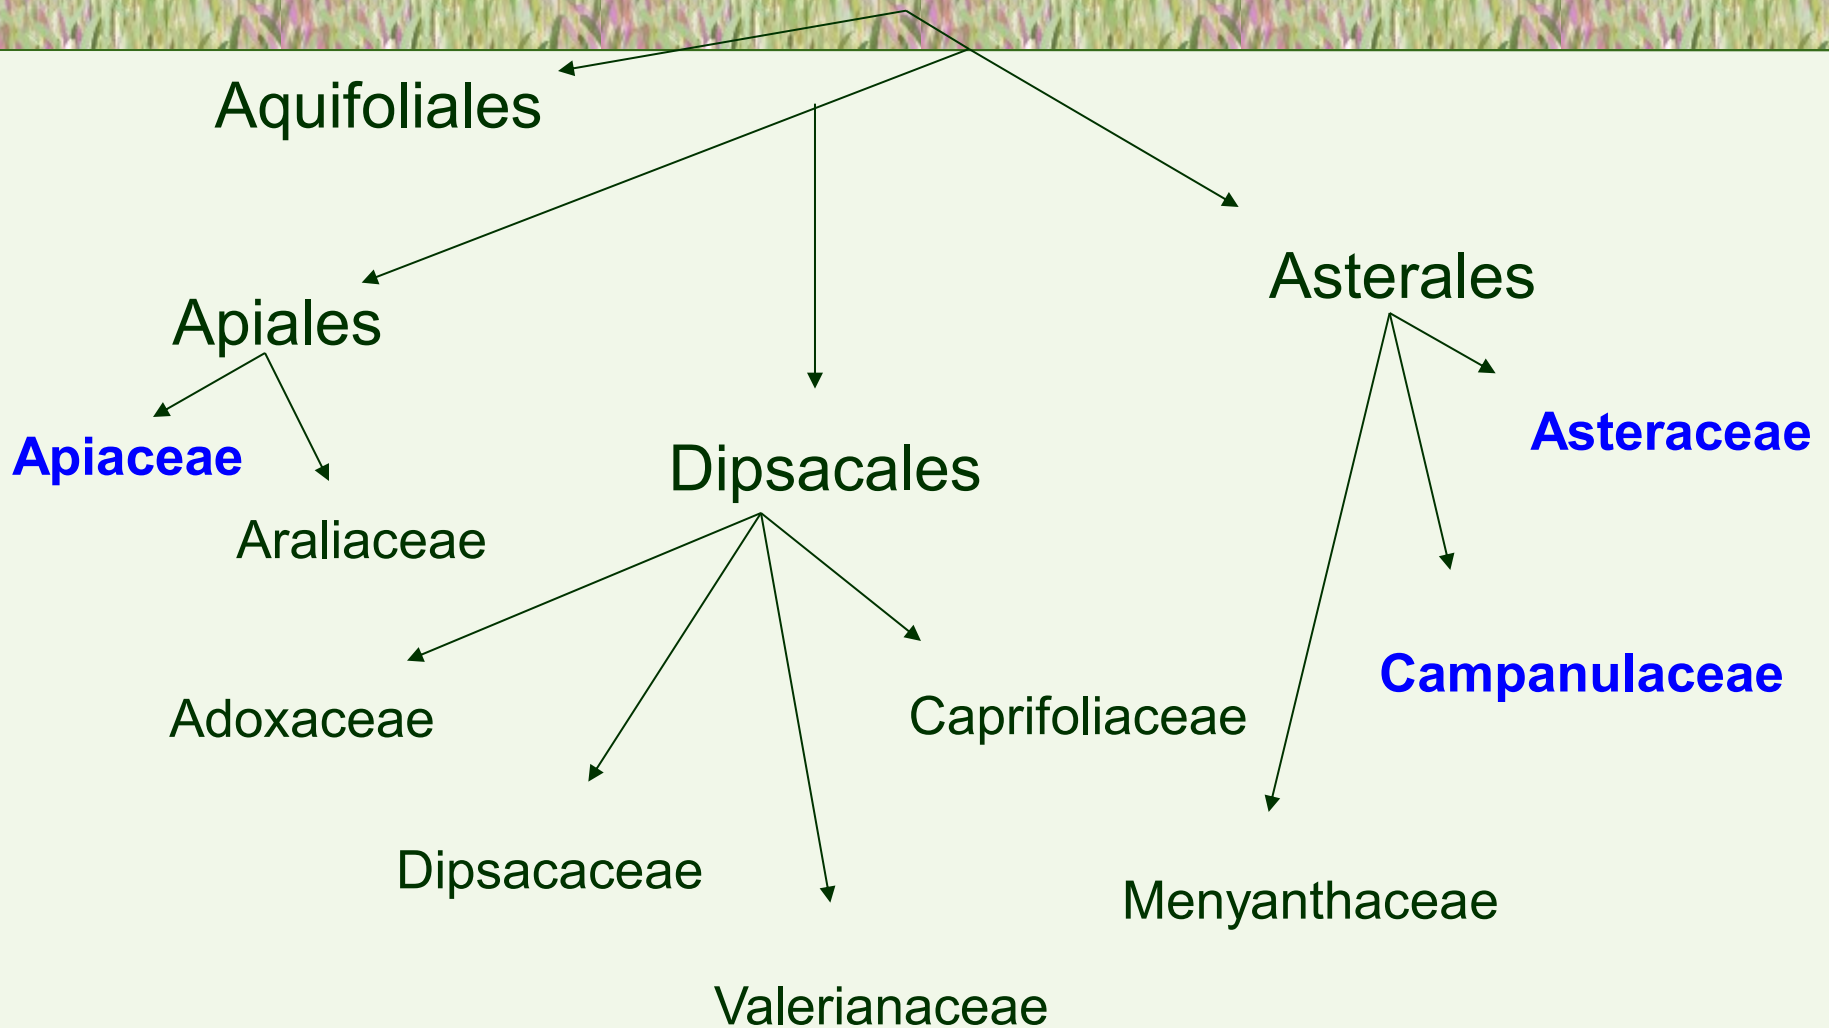 Aquifoliales
Asterales
Apiales
Asteraceae
Apiaceae
Dipsacales
Araliaceae
Campanulaceae
Adoxaceae
Caprifoliaceae
Dipsacaceae
Menyanthaceae
Valerianaceae